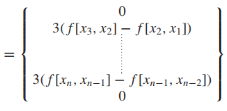 0
3(f[x₃, x₂] − f[x₂, x₁])
=
3(f[xₙ, xₙ₋₁] − f[xₙ₋₁, xₙ₋₂])
0